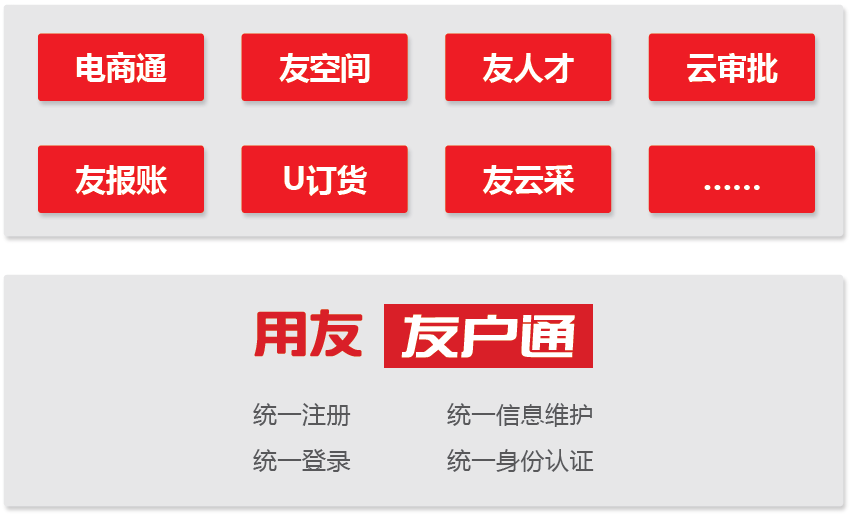 电商通 友空间 友人才 云审批
友报账 U订货 友云采 ……
用友 友户通
统一注册 统一信息维护
统一登录 统一身份认证